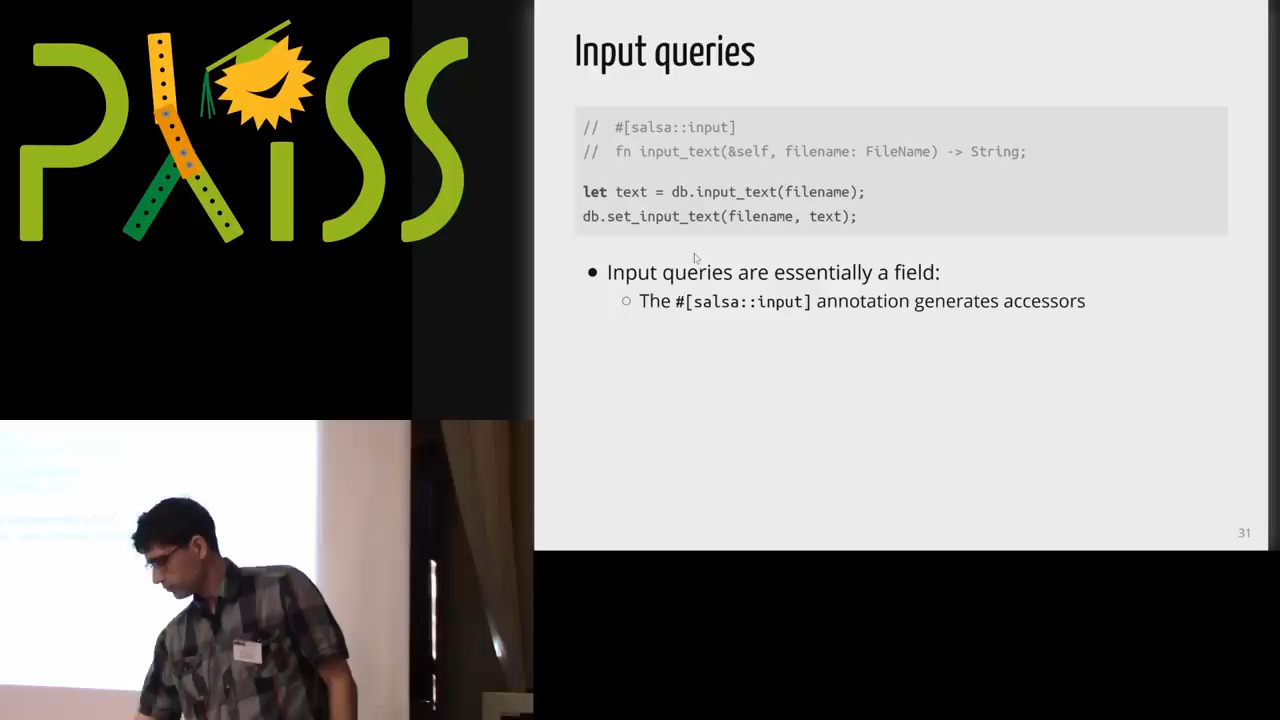 PLISS
Input queries
// #[salsa::input]
// fn input_text(&self, filename: FileName) -> String;
let text = db.input_text(filename);
db.set_input_text(filename, text);
● Input queries are essentially a field:
○ The #[salsa::input] annotation generates accessors
31